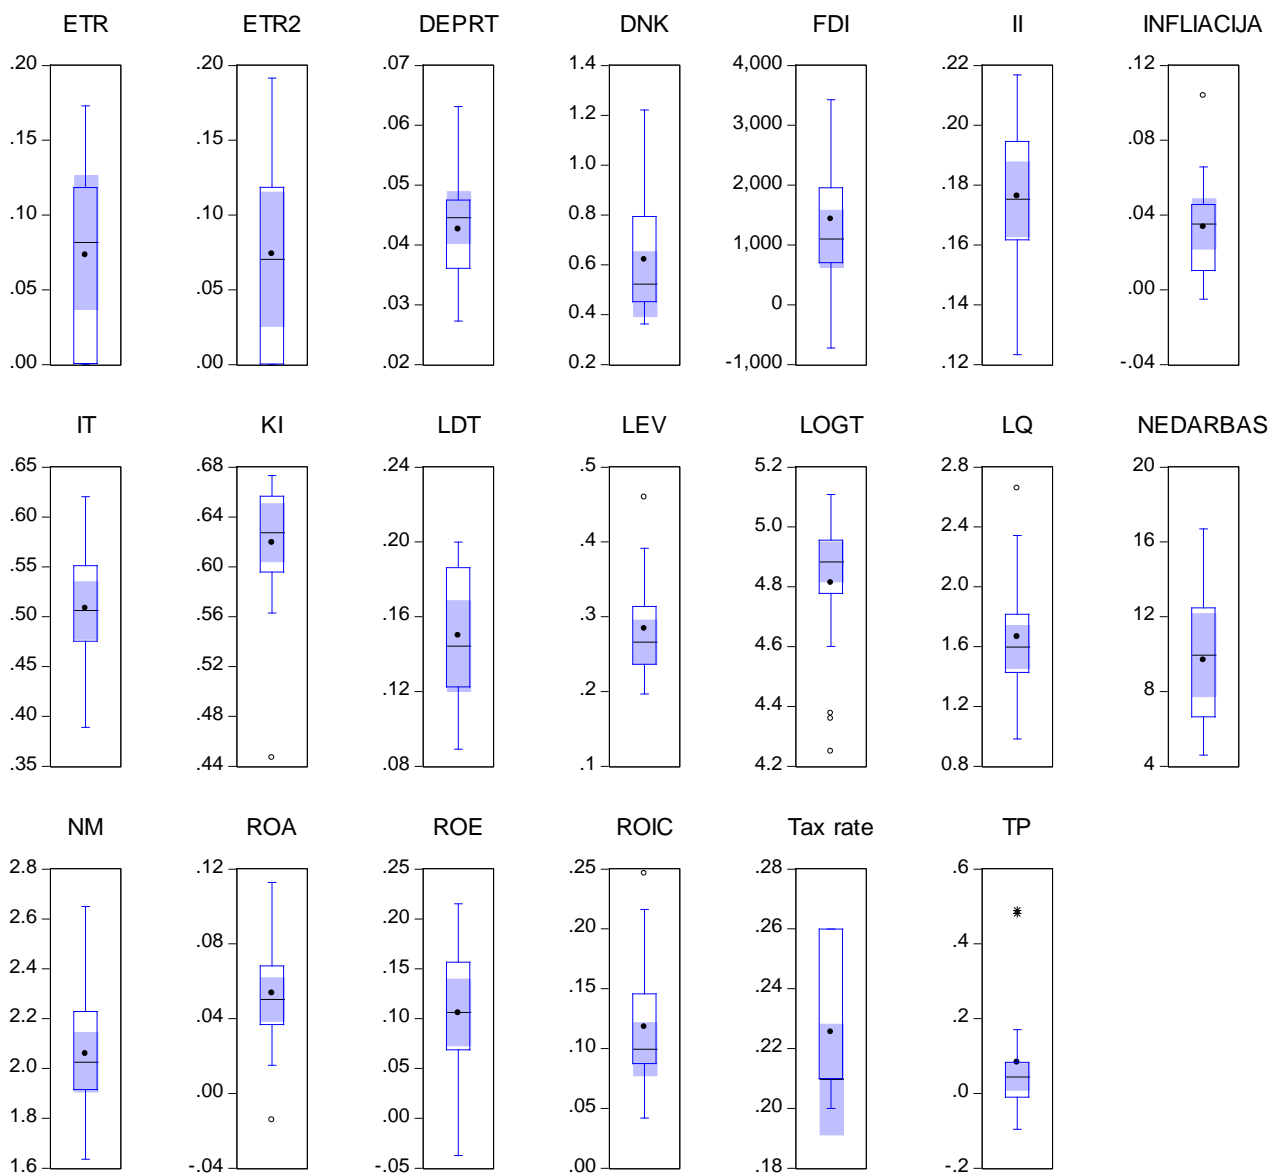 ETR ETR2 DEPRT DNK FDI II INFLIACIJA
.20 .20 .07 1.4 4,000 .22 .12
.15 .15 .06 1.2 3,000 .20 .08
.10 .10 .05 1.0 2,000 .18 .04
.05 .05 .04 0.8 1,000 .16 .00
.00 .00 .03 0.6 0 .14 -.04
.02 0.4 -1,000 .12
0.2
IT KI LDT LEV LOGT LQ NEDARBAS
.65 .68 .24 .5 5.2 2.8 20
.60 .64 .20 .4 5.0 2.4 16
.55 .60 .16 .3 4.8 2.0 12
.50 .56 .12 .2 4.6 1.6 8
.45 .52 .08 .1 4.4 1.2 4
.40 .48 4.2 0.8
.35 .44
NM ROA ROE ROIC Tax rate TP
2.8 .12 .25 .25 .28 .6
2.6 .08 .20 .20 .26 .4
2.4 .04 .15 .15 .24 .2
2.2 .00 .10 .10 .22 .0
2.0 -.04 .05 .05 .20 -.2
1.8 .00 .00 .18
1.6 -.05